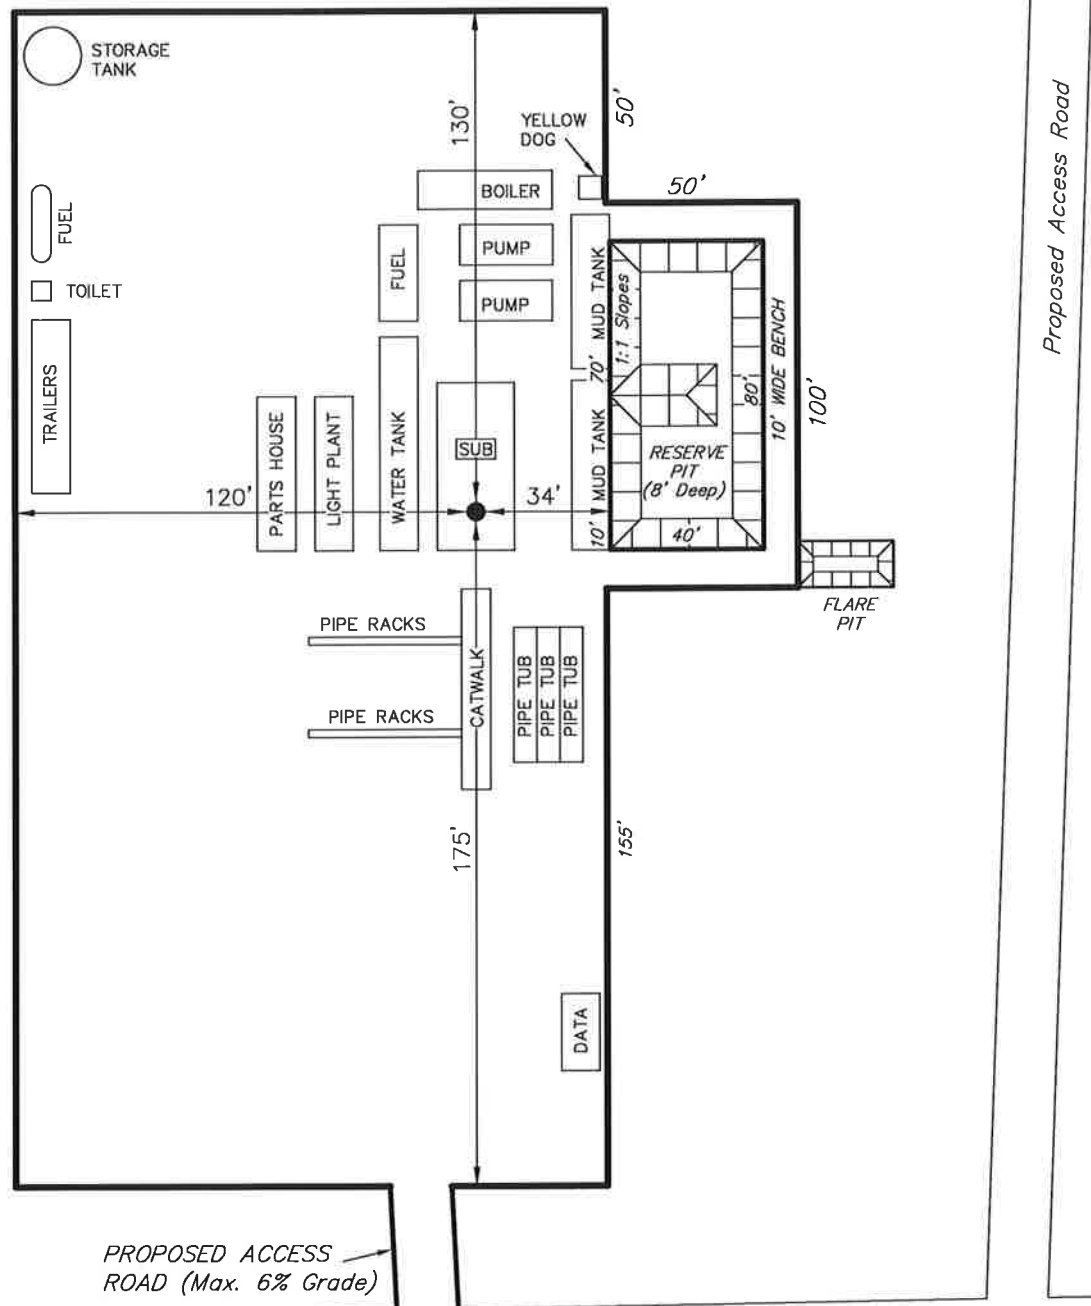 STORAGE
TANK
130'
50'
Proposed Access Road
YELLOW
DOG
50'
BOILER
FUEL
PUMP
FUEL
MUD TANK
1:1 Slopes
TOILET
PUMP
10' WIDE BENCH
70'
80'
100'
TRAILERS
PARTS HOUSE
LIGHT PLANT
WATER TANK
SUB
MUD TANK
RESERVE
PIT
(8' Deep)
120'
34'
10'
40'
FLARE
PIT
PIPE RACKS
CATWALK
PIPE TUB
PIPE TUB
PIPE TUB
PIPE RACKS
175'
155'
DATA
PROPOSED ACCESS
ROAD (Max. 6% Grade)